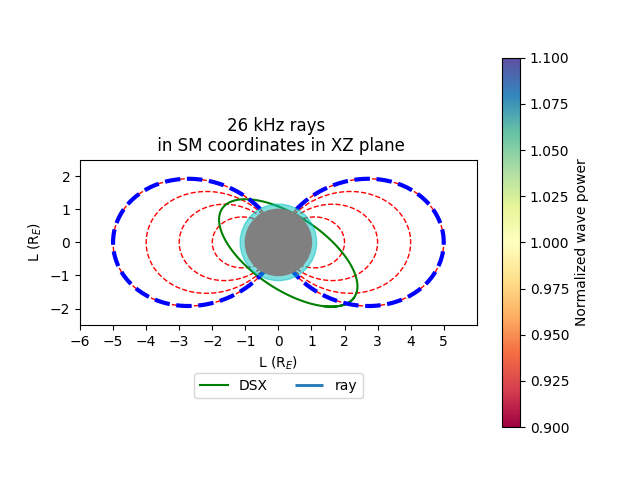 26 kHz rays
in SM coordinates in XZ plane
L (R_E)
2
1
0
−1
−2
−6 −5 −4 −3 −2 −1 0 1 2 3 4 5
L (R_E)
DSX ray
1.100
1.075
1.050
1.025
1.000
0.975
0.950
0.925
0.900
Normalized wave power